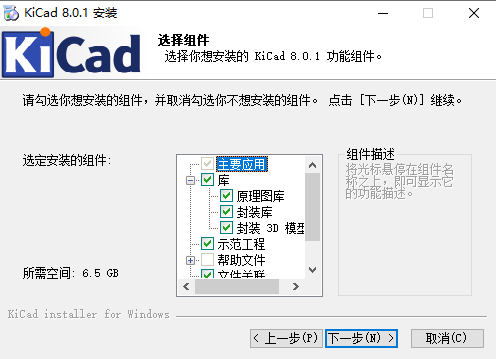 KiCad 8.0.1 安装
KiCad
选择组件
选择你想安装的 KiCad 8.0.1 功能组件。
请勾选你想安装的组件，并取消勾选你不想安装的组件。 点击 [下一步(N)] 继续。
选定安装的组件:
主要应用
库
原理图库
封装库
封装 3D 模型
示范工程
帮助文件
文件关联
组件描述
将光标悬停在组件名
称之上，即可显示它
的功能描述。
所需空间: 6.5 GB
KiCad installer for Windows
< 上一步(P)
下一步(N) >
取消(C)